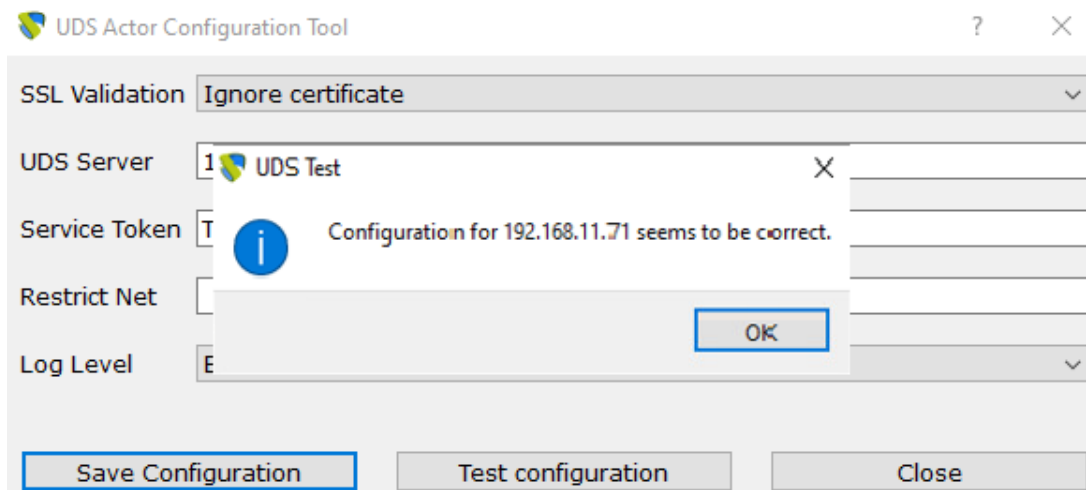 UDS Actor Configuration Tool
SSL Validation Ignore certificate
UDS Server 1
UDS Test
Configuration for 192.168.11.71 seems to be correct.
Service Token T
Restrict Net
OK
Log Level E
Save Configuration Test configuration Close